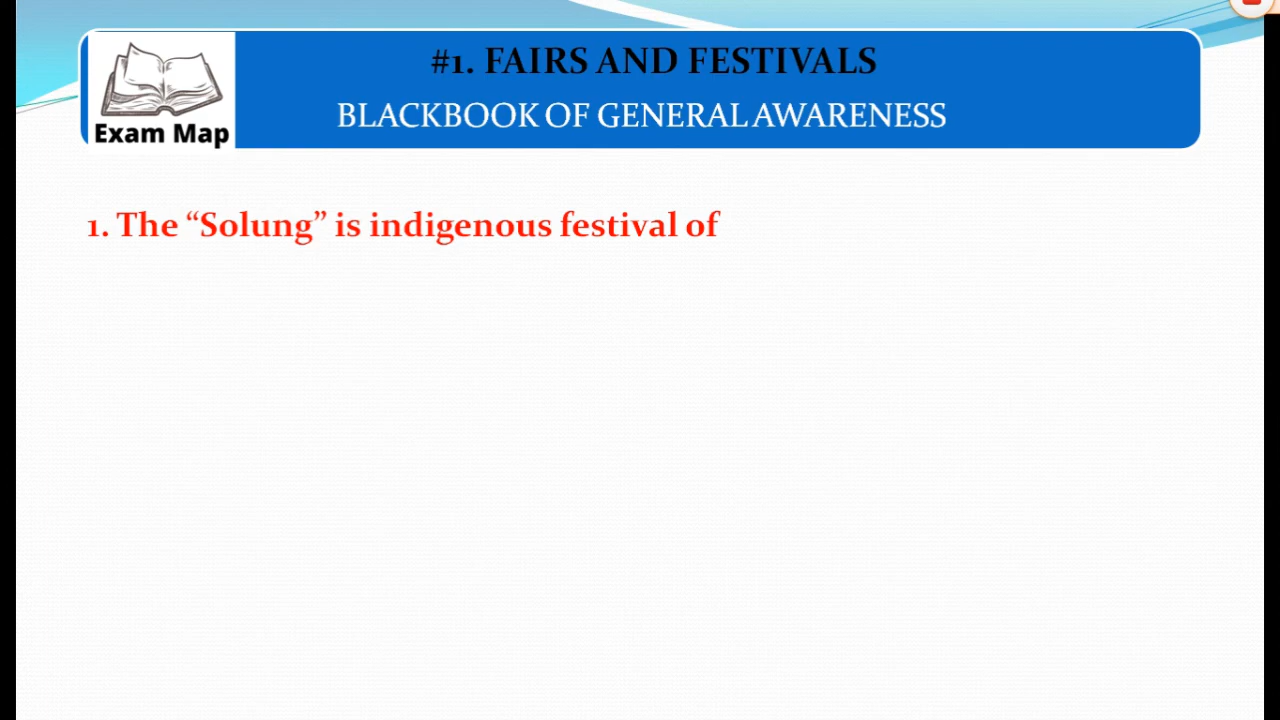 #1. FAIRS AND FESTIVALS
BLACKBOOK OF GENERAL AWARENESS
Exam Map
1. The “Solung” is indigenous festival of